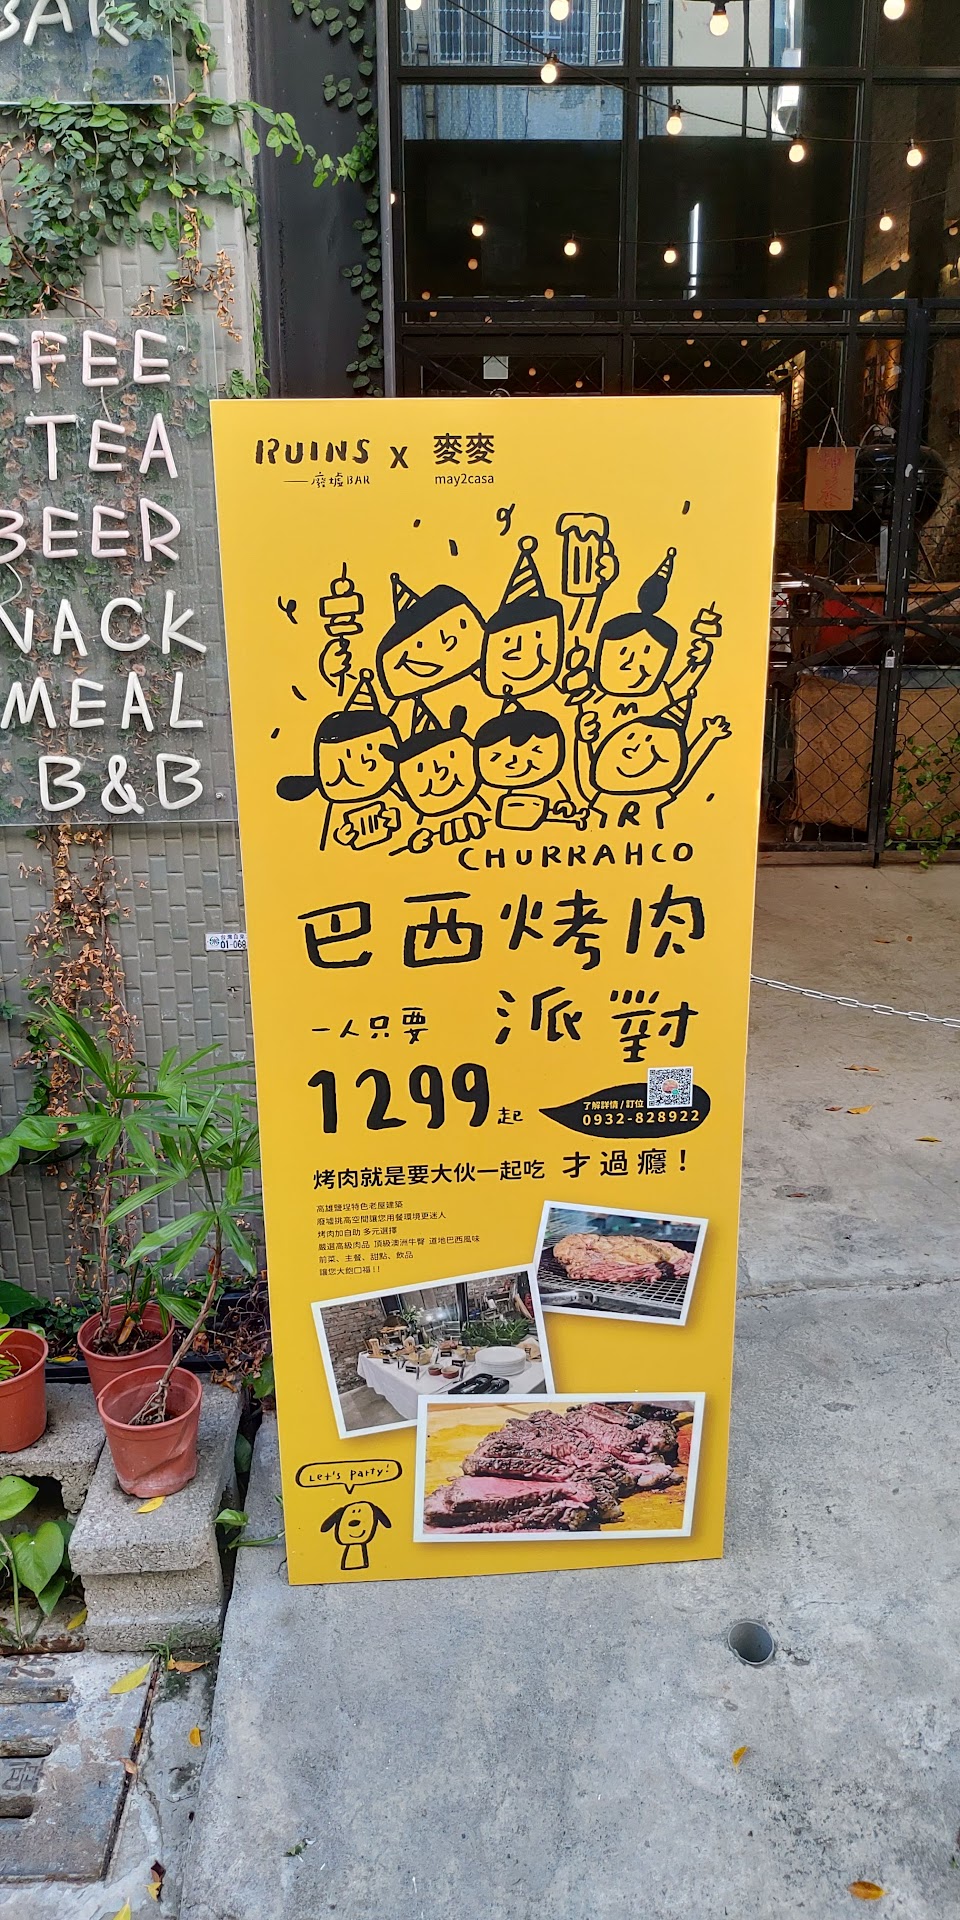 BAR
FFEE
TEA
BEER
NACK
MEAL
B&B
RUINS x 麥麥
廢墟BAR may2casa
M
R
CHURRAHCO
巴西烤肉
一人只要 派對
1299起
了解詳情 / 訂位
0932-828922
烤肉就是要大伙一起吃 才過癮！
高雄鹽埕特色老屋建築
廢墟挑高空間讓您用餐環境更迷人
烤肉加自助 多元選擇
嚴選高級肉品 頂級澳洲牛臀 道地巴西風味
前菜、主餐、甜點、飲品
讓您大飽口福!!
Let's party!